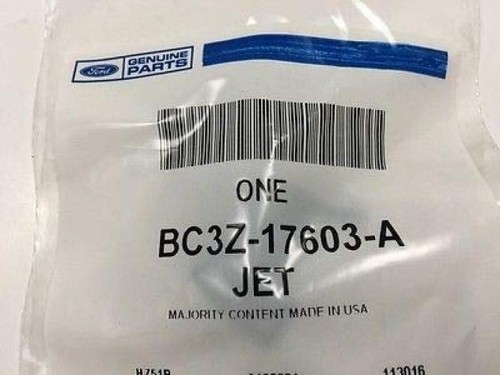 Ford GENUINE PARTS
ONE
BC3Z-17603-A
JET
MAJORITY CONTENT MADE IN USA
113016